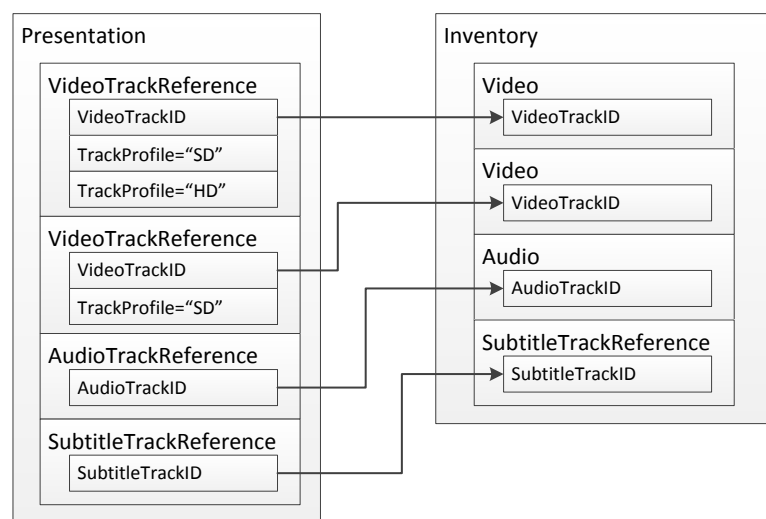 Presentation
VideoTrackReference
VideoTrackID
TrackProfile=“SD”
TrackProfile=“HD”
VideoTrackReference
VideoTrackID
TrackProfile=“SD”
AudioTrackReference
AudioTrackID
SubtitleTrackReference
SubtitleTrackID
Inventory
Video
VideoTrackID
Video
VideoTrackID
Audio
AudioTrackID
SubtitleTrackReference
SubtitleTrackID